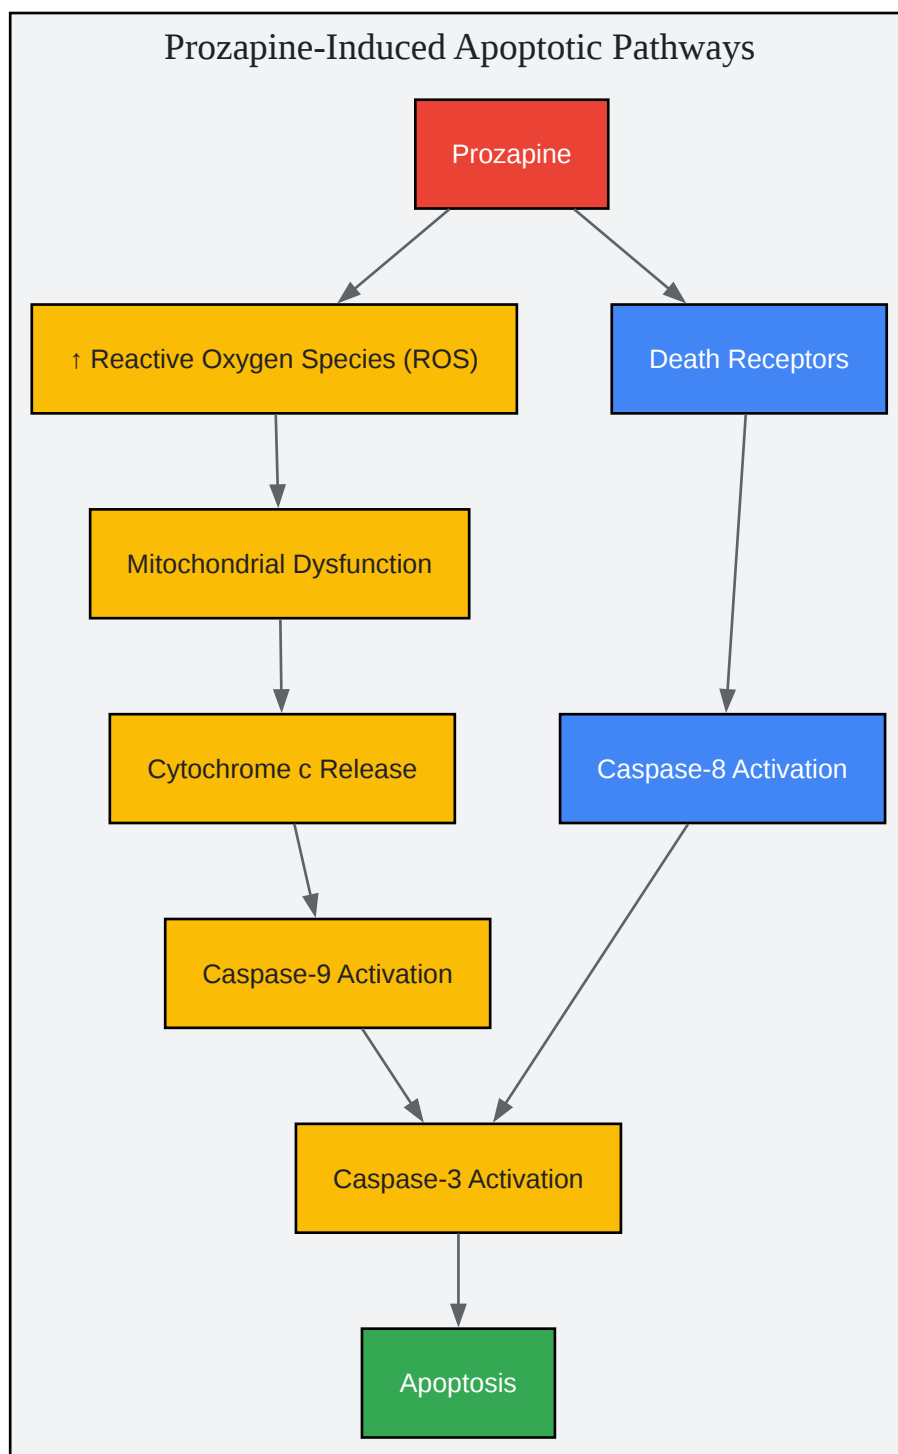 Prozapine-Induced Apoptotic Pathways
Prozapine
↑ Reactive Oxygen Species (ROS)
Death Receptors
Mitochondrial Dysfunction
Cytochrome c Release
Caspase-8 Activation
Caspase-9 Activation
Caspase-3 Activation
Apoptosis